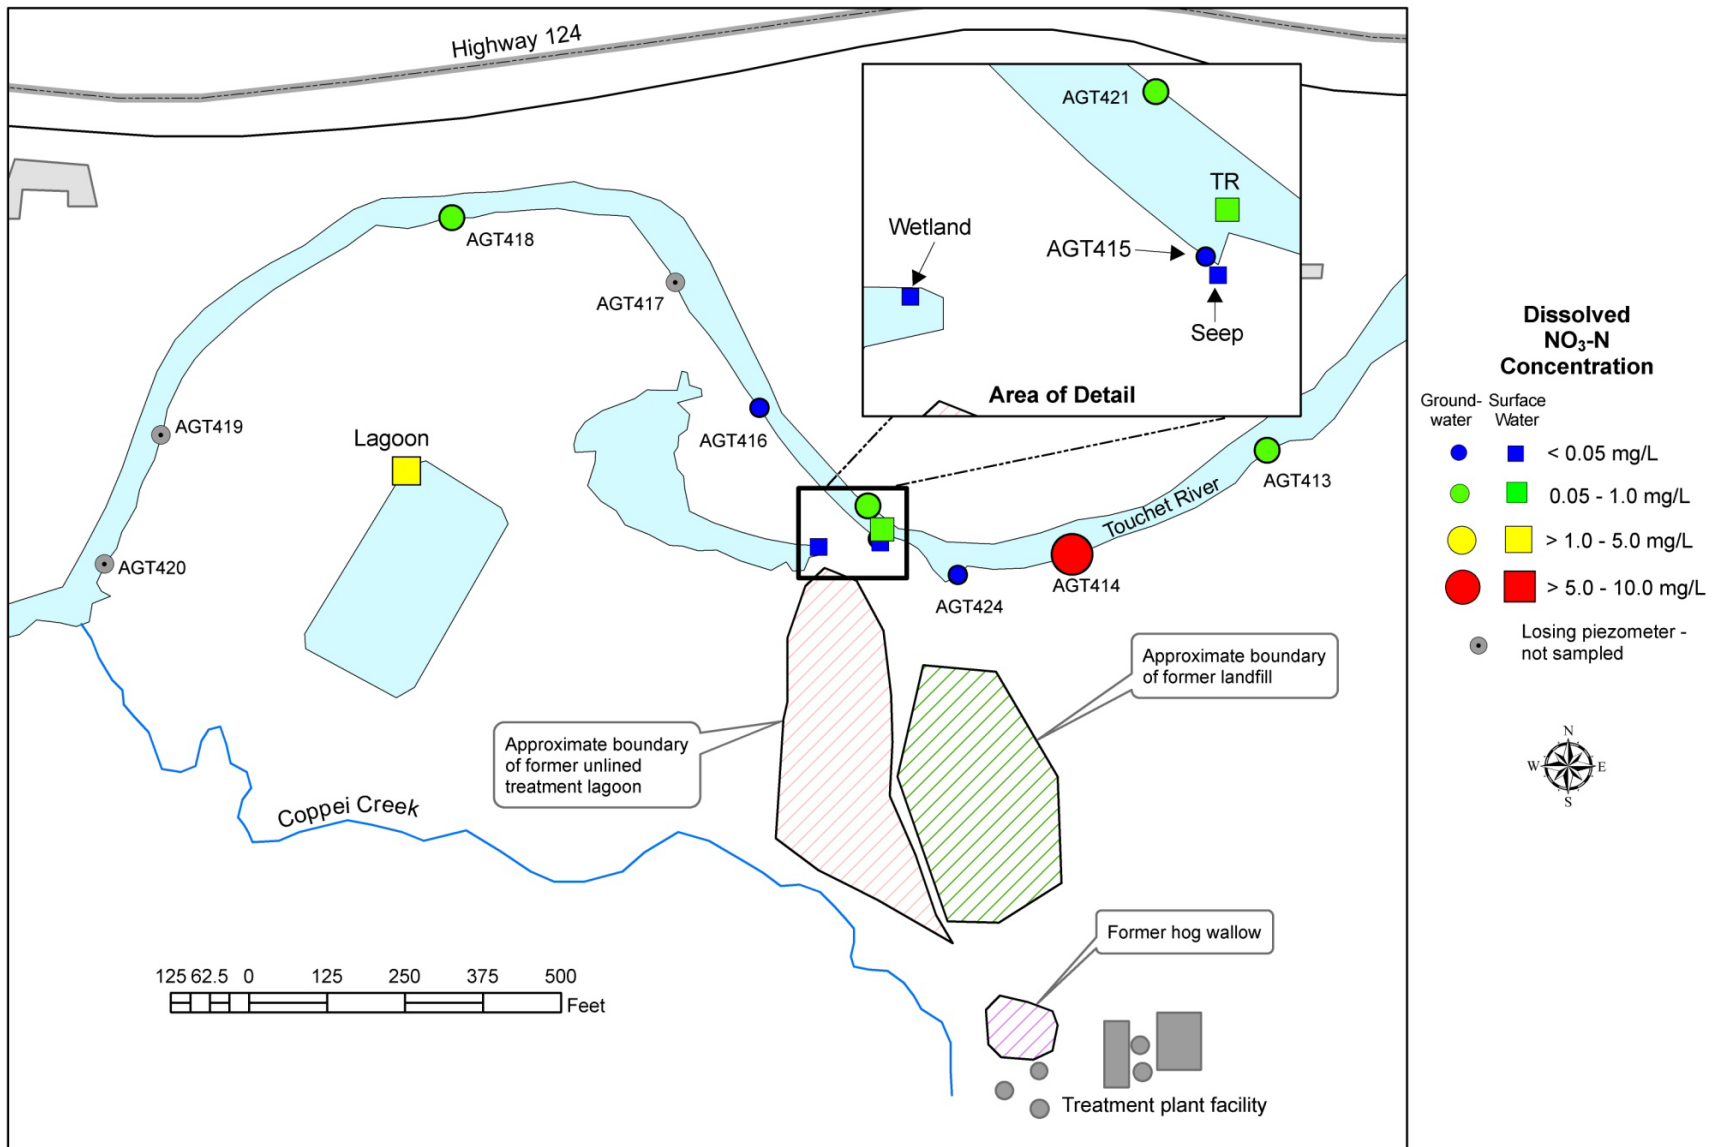 Highway 124
AGT421
TR
Wetland
AGT415
Seep
Area of Detail
AGT418
AGT417
AGT419
AGT416
Lagoon
AGT420
AGT413
Touchet River
AGT414
AGT424
Approximate boundary
of former landfill
Approximate boundary
of former unlined
treatment lagoon
Coppei Creek
Former hog wallow
125 62.5 0 125 250 375 500
Feet
Treatment plant facility
Dissolved
NO₃-N
Concentration
Ground-
water
Surface
Water
< 0.05 mg/L
0.05 - 1.0 mg/L
> 1.0 - 5.0 mg/L
> 5.0 - 10.0 mg/L
Losing piezometer -
not sampled
N
W E
S